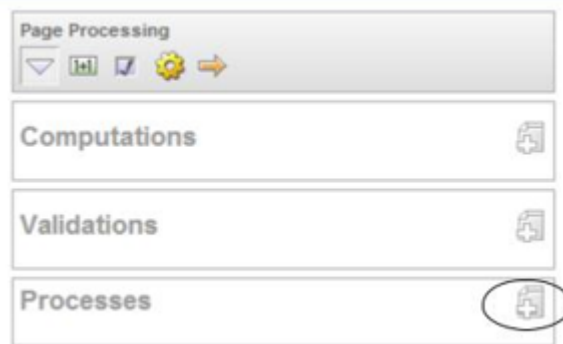 Page Processing
Computations
Validations
Processes